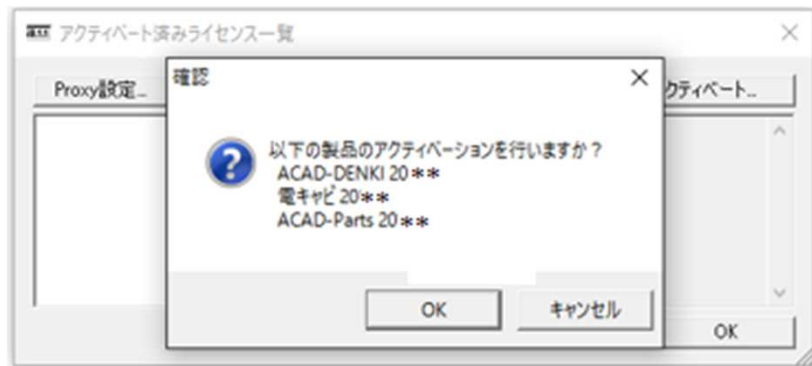 アクティベート済みライセンス一覧
Proxy設定...
クティベート...
確認
以下の製品のアクティベーションを行いますか？
ACAD-DENKI 20**
電キャビ 20**
ACAD-Parts 20**
OK
キャンセル
OK